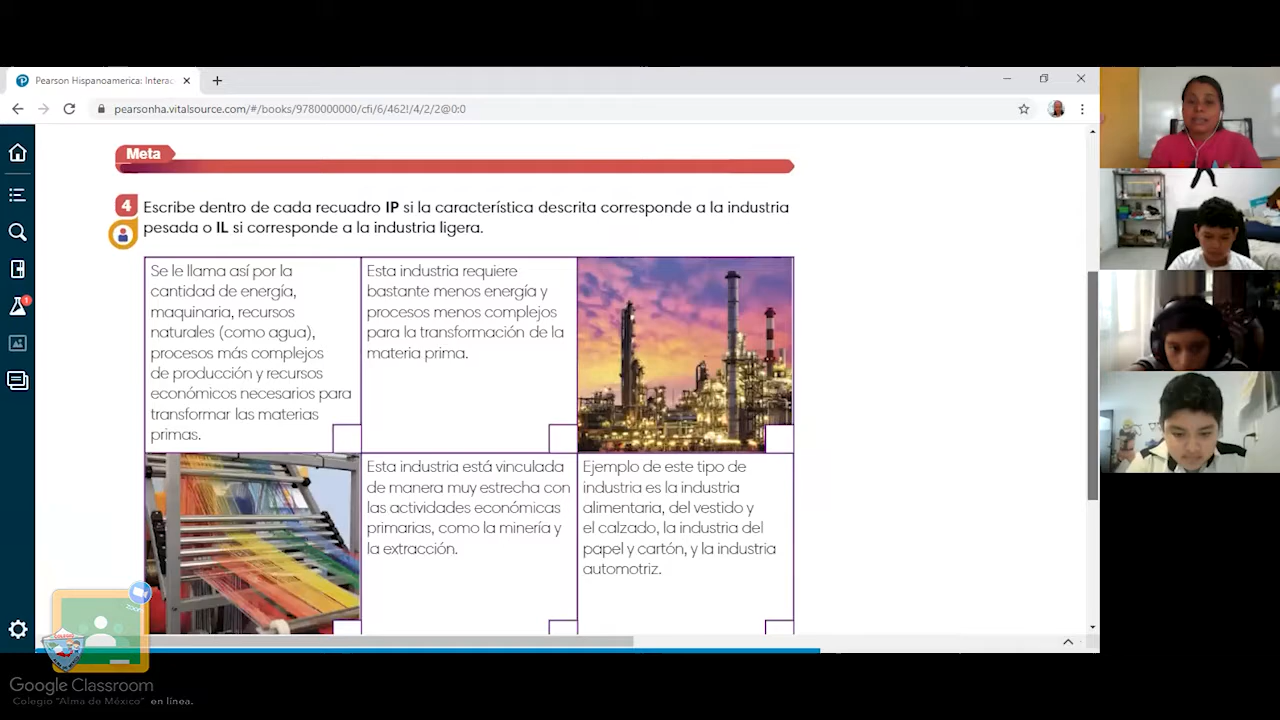 Pearson Hispanoamerica: Interac
pearsonha.vitalsource.com/#/books/9780000000/cfi/6/462!/4/2/2@0:0
Meta
4 Escribe dentro de cada recuadro IP si la característica descrita corresponde a la industria
pesada o IL si corresponde a la industria ligera.
Se le llama así por la
cantidad de energía,
maquinaria, recursos
naturales (como agua),
procesos más complejos
de producción y recursos
económicos necesarios para
transformar las materias
primas.
Esta industria requiere
bastante menos energía y
procesos menos complejos
para la transformación de la
materia prima.
Esta industria está vinculada
de manera muy estrecha con
las actividades económicas
primarias, como la minería y
la extracción.
Ejemplo de este tipo de
industria es la industria
alimentaria, del vestido y
el calzado, la industria del
papel y cartón, y la industria
automotriz.
1
zoom
Google Classroom
Colegio "Alma de México" en línea.